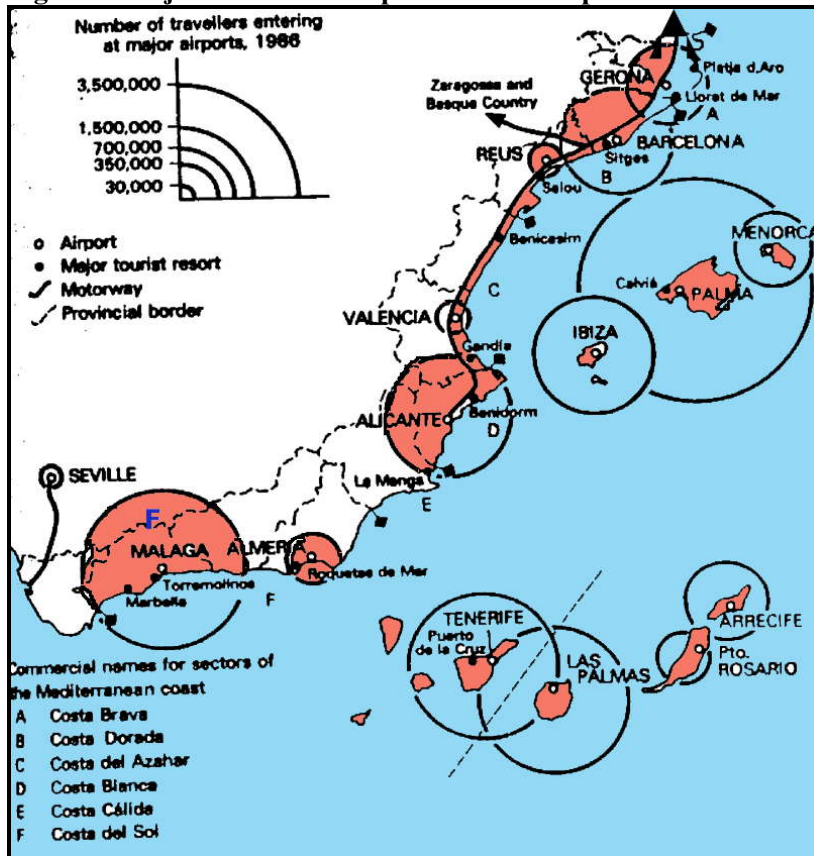 Number of travellers entering
at major airports, 1986
3,500,000
1,500,000
700,000
350,000
30,000
Airport
Major tourist resort
Motorway
Provincial border
Zaragossa and
Basque Country
GERONA
Platja d,Aro
Lloret de Mar
A
BARCELONA
Sitges
B
REUS
Salou
Benicasim
C
MENORCA
Calviá
PALMA
VALENCIA
IBIZA
Gandía
ALICANTE
Benidorm
D
La Manga
E
SEVILLE
F
MALAGA
ALMERIA
Torremolinos
Roquetas de Mar
Marbella
F
TENERIFE
Puerto
de la Cruz
LAS
PALMAS
ARRECIFE
Pto.
ROSARIO
Commercial names for sectors of
the Mediterranean coast
A Costa Brava
B Costa Dorada
C Costa del Azahar
D Costa Blanca
E Costa Cálida
F Costa del Sol